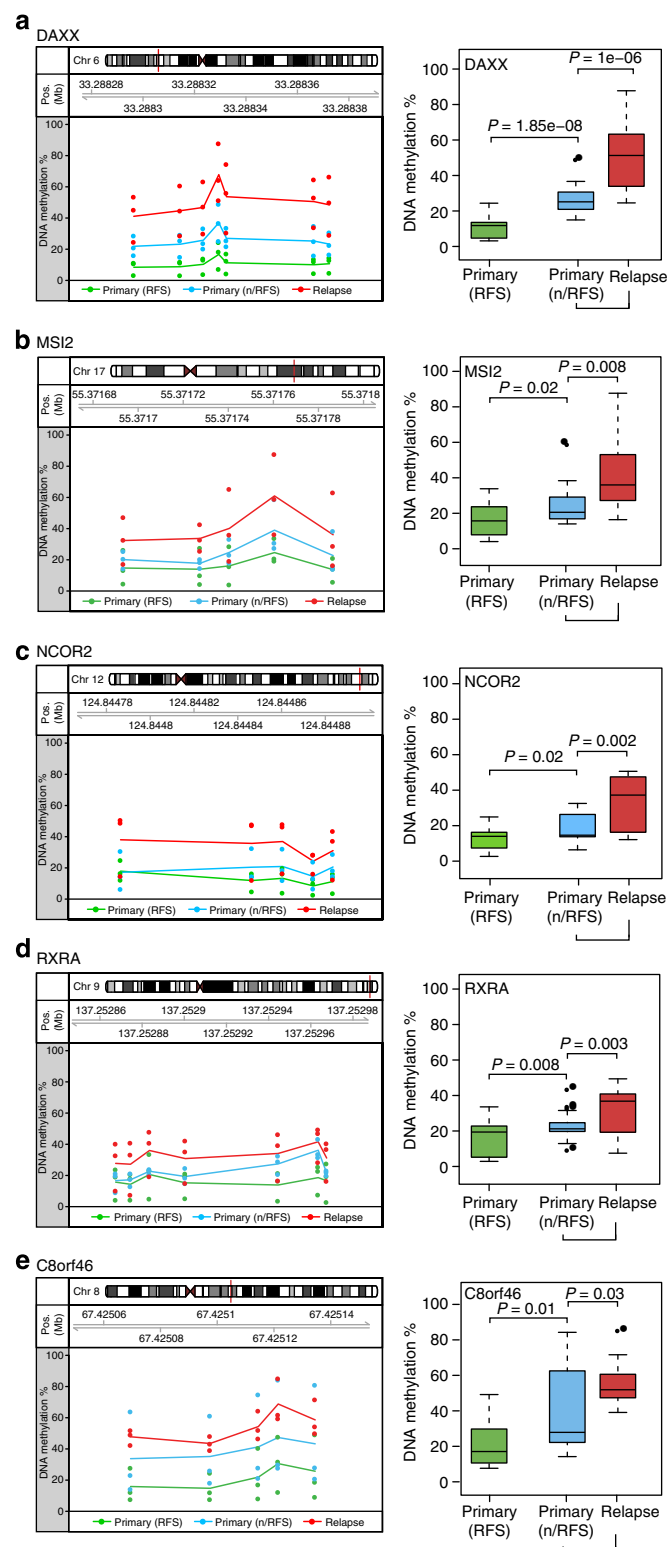 a
DAXX
Chr 6
Pos. (Mb)
33.28828 33.28832 33.28836
33.2883 33.28834 33.28838
DNA methylation %
100
80
60
40
20
0
Primary (RFS) Primary (n/RFS) Relapse
DAXX
P = 1e–06
P = 1.85e–08
DNA methylation %
100
80
60
40
20
0
Primary (RFS)
Primary (n/RFS)
Relapse
b
MSI2
Chr 17
Pos. (Mb)
55.37168 55.37172 55.37176 55.3718
55.3717 55.37174 55.37178
DNA methylation %
100
80
60
40
20
0
Primary (RFS) Primary (n/RFS) Relapse
MSI2
P = 0.008
P = 0.02
DNA methylation %
100
80
60
40
20
0
Primary (RFS)
Primary (n/RFS)
Relapse
c
NCOR2
Chr 12
Pos. (Mb)
124.84478 124.84482 124.84486
124.8448 124.84484 124.84488
DNA methylation %
100
80
60
40
20
0
Primary (RFS) Primary (n/RFS) Relapse
NCOR2
P = 0.002
P = 0.02
DNA methylation %
100
80
60
40
20
0
Primary (RFS)
Primary (n/RFS)
Relapse
d
RXRA
Chr 9
Pos. (Mb)
137.25286 137.2529 137.25294 137.25298
137.25288 137.25292 137.25296
DNA methylation %
100
80
60
40
20
0
Primary (RFS) Primary (n/RFS) Relapse
RXRA
P = 0.003
P = 0.008
DNA methylation %
100
80
60
40
20
0
Primary (RFS)
Primary (n/RFS)
Relapse
e
C8orf46
Chr 8
Pos. (Mb)
67.42506 67.4251 67.42514
67.42508 67.42512
DNA methylation %
100
80
60
40
20
0
Primary (RFS) Primary (n/RFS) Relapse
C8orf46
P = 0.03
P = 0.01
DNA methylation %
100
80
60
40
20
0
Primary (RFS)
Primary (n/RFS)
Relapse